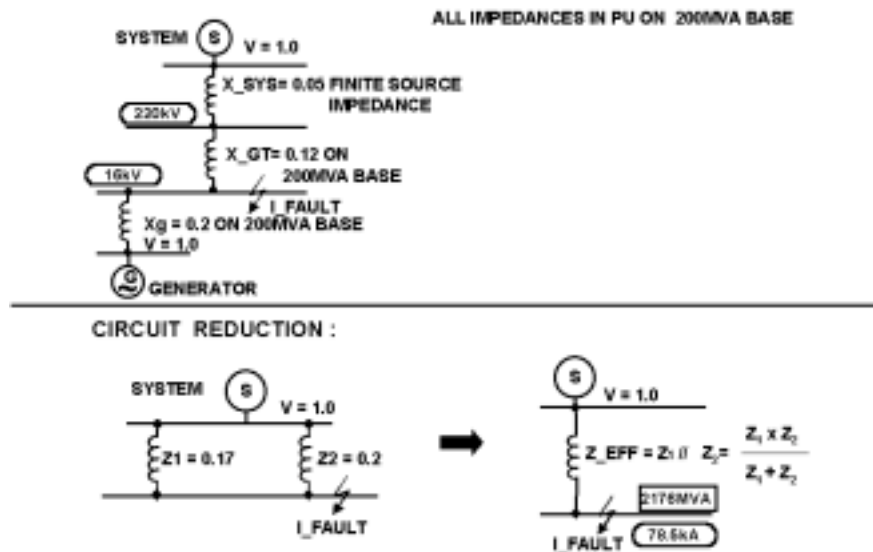 ALL IMPEDANCES IN PU ON 200MVA BASE
SYSTEM S V = 1.0
X_SYS= 0.05 FINITE SOURCE
IMPEDANCE
220kV
X_GT= 0.12 ON
200MVA BASE
16kV
I_FAULT
Xg = 0.2 ON 200MVA BASE
V = 1.0
G GENERATOR
CIRCUIT REDUCTION :
SYSTEM S
V = 1.0
Z1 = 0.17
Z2 = 0.2
I_FAULT
S
V = 1.0
Z_EFF = Z1 // Z2= Z1 x Z2
Z1 + Z2
2176MVA
I_FAULT
78.5kA